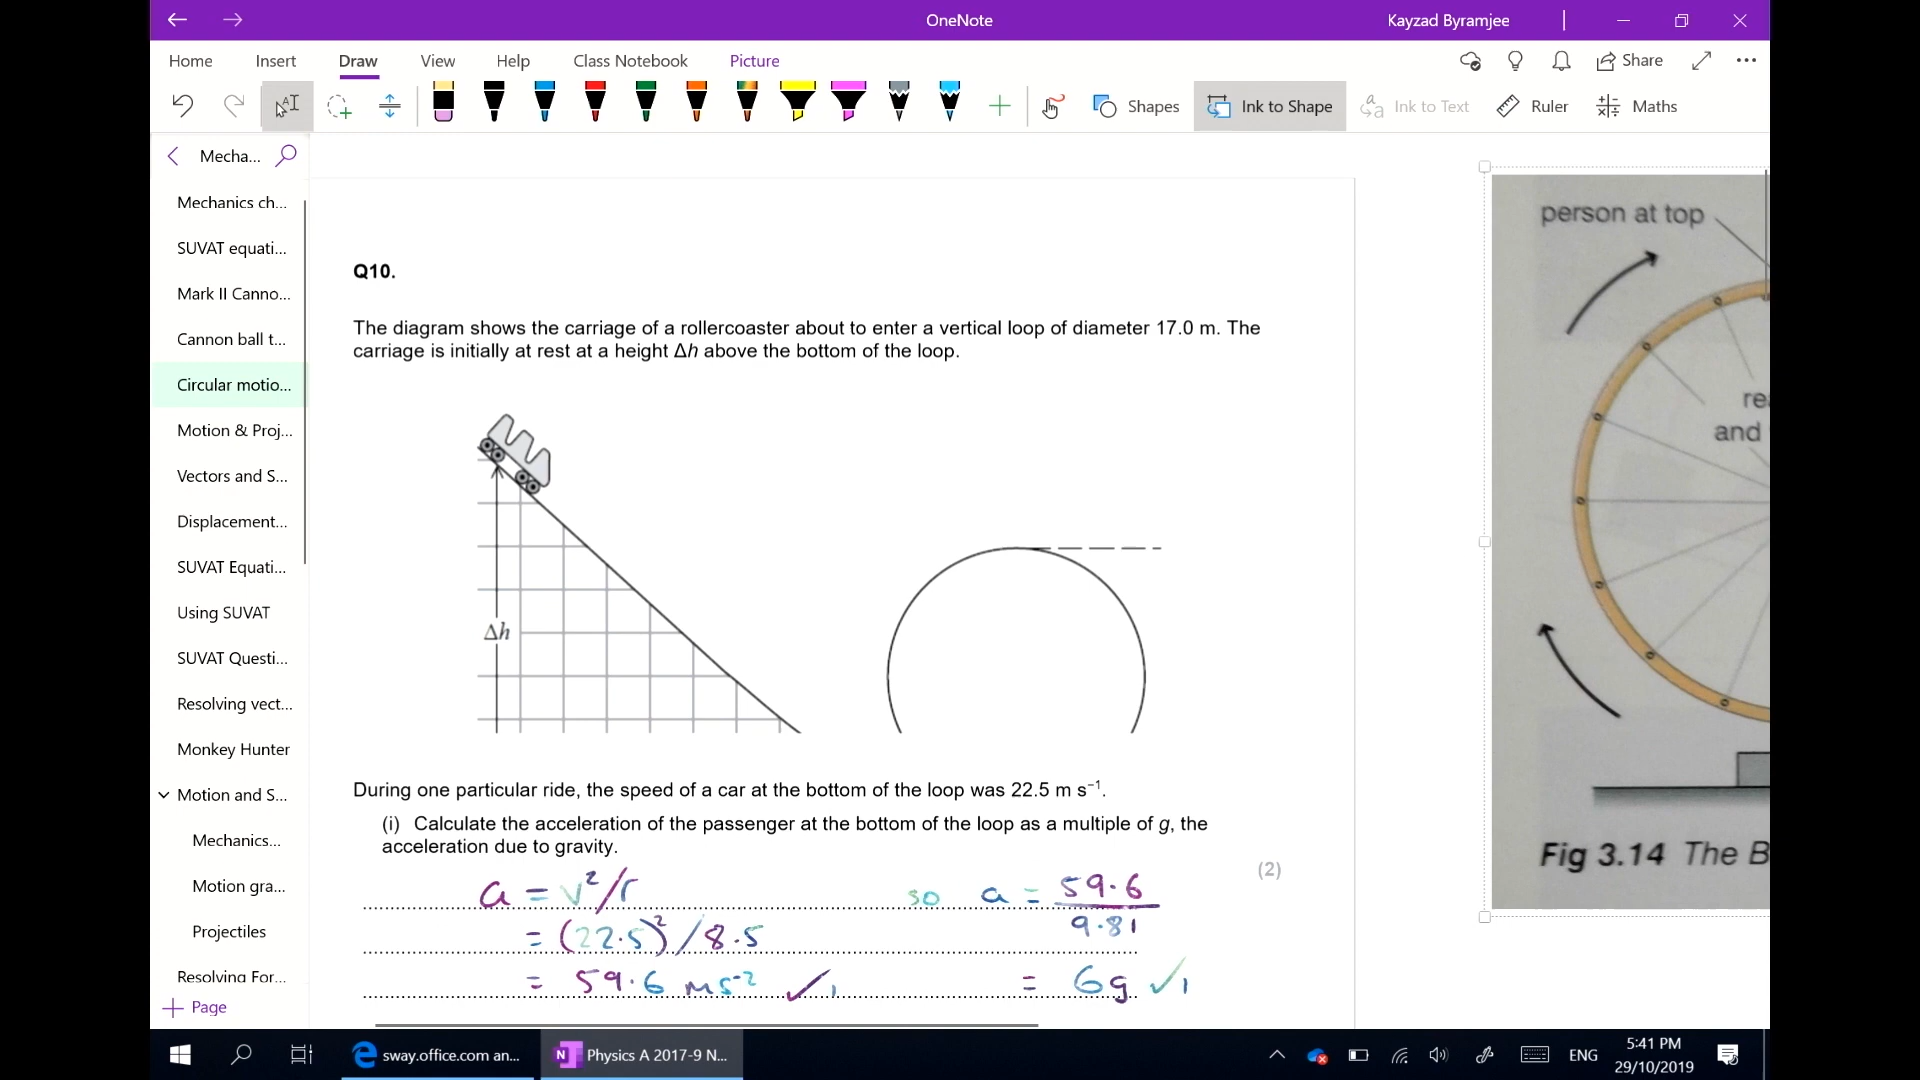 OneNote
Kayzad Byramjee
Home Insert Draw View Help Class Notebook Picture
Share
Shapes Ink to Shape Ink to Text Ruler Maths
Mecha...
Mechanics ch...
SUVAT equati...
Mark II Canno...
Cannon ball t...
Circular motio...
Motion & Proj...
Vectors and S...
Displacement...
SUVAT Equati...
Using SUVAT
SUVAT Questi...
Resolving vect...
Monkey Hunter
Motion and S...
Mechanics...
Motion gra...
Projectiles
Resolving For...
+ Page
Q10.
The diagram shows the carriage of a rollercoaster about to enter a vertical loop of diameter 17.0 m. The
carriage is initially at rest at a height Δh above the bottom of the loop.
Δh
During one particular ride, the speed of a car at the bottom of the loop was 22.5 m s⁻¹.
(i) Calculate the acceleration of the passenger at the bottom of the loop as a multiple of g, the
acceleration due to gravity.
(2)
a = v²/r
= (22.5)²/8.5
= 59.6 ms⁻² ✓1
so a = 59.6/9.81
= 6g ✓1
person at top
and
Fig 3.14 The B
sway.office.com an...
Physics A 2017-9 N...
ENG
5:41 PM
29/10/2019